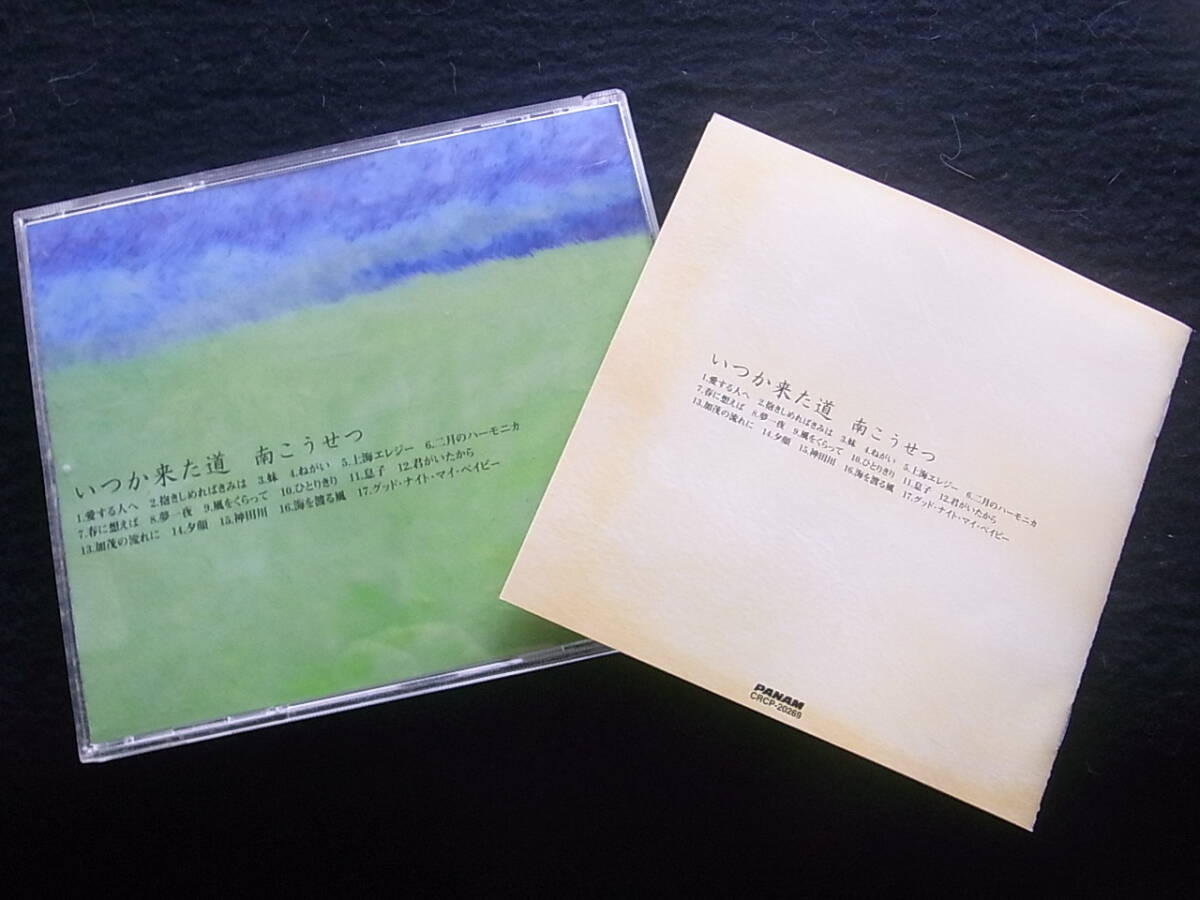 いつか来た道 南こうせつ
1.愛する人へ 2.抱きしめればきみは 3.妹 4.ねがい 5.上海エレジー 6.二月のハーモニカ
7.春に想えば 8.夢一夜 9.風をくらって 10.ひとりきり 11.息子 12.君がいたから
13.加茂の流れに 14.夕顔 15.神田川 16.海を渡る風 17.グッド・ナイト・マイ・ベイビー
いつか来た道 南こうせつ
1.愛する人へ 2.抱きしめればきみは 3.妹 4.ねがい 5.上海エレジー 6.二月のハーモニカ
7.春に想えば 8.夢一夜 9.風をくらって 10.ひとりきり 11.息子 12.君がいたから
13.加茂の流れに 14.夕顔 15.神田川 16.海を渡る風 17.グッド・ナイト・マイ・ベイビー
PANAM
CRCP-20269